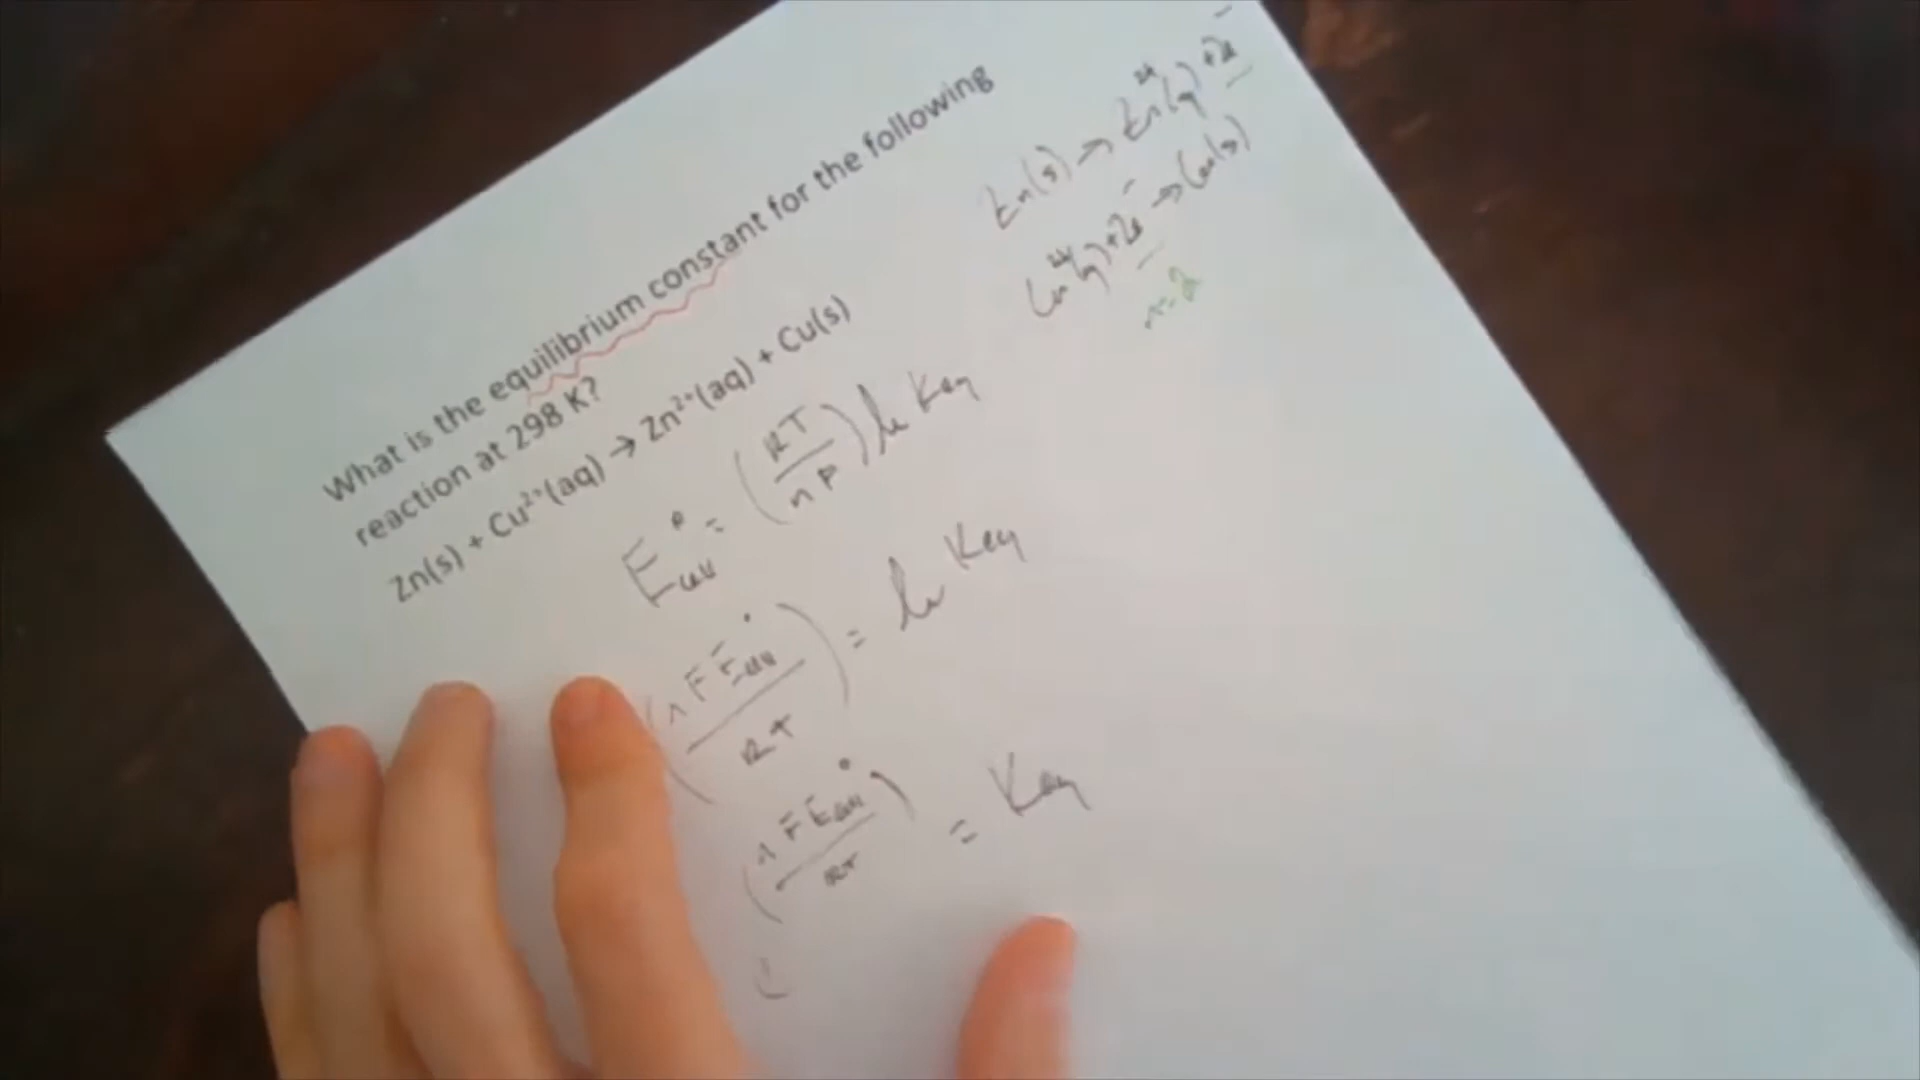 What is the equilibrium constant for the following
reaction at 298 K?
Zn(s) + Cu²⁺(aq) → Zn²⁺(aq) + Cu(s)
Zn(s) → Zn²⁺(aq) + 2e⁻
Cu²⁺(aq) + 2e⁻ → Cu(s)
n=2
E°cell = (RT/nF) ln Keq
(nFE°cell/RT) = ln Keq
(nFE°cell/RT) = Keq